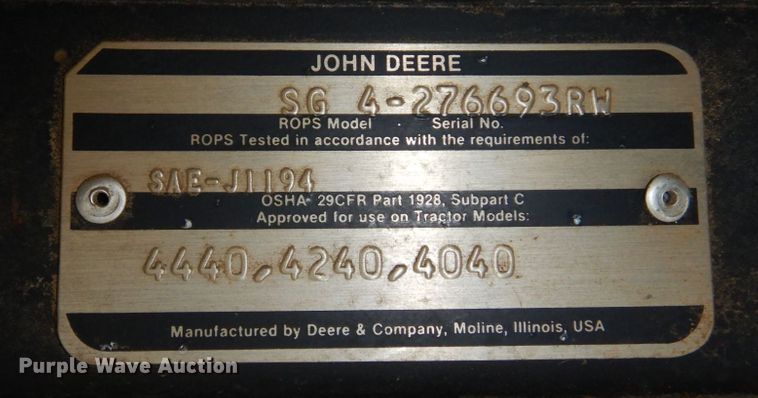 JOHN DEERE
SG 4-276693RW
ROPS Model Serial No.
ROPS Tested in accordance with the requirements of:
SAE-J1194
OSHA 29CFR Part 1928, Subpart C
Approved for use on Tractor Models:
4440, 4240, 4040
Manufactured by Deere & Company, Moline, Illinois, USA
Purple Wave Auction